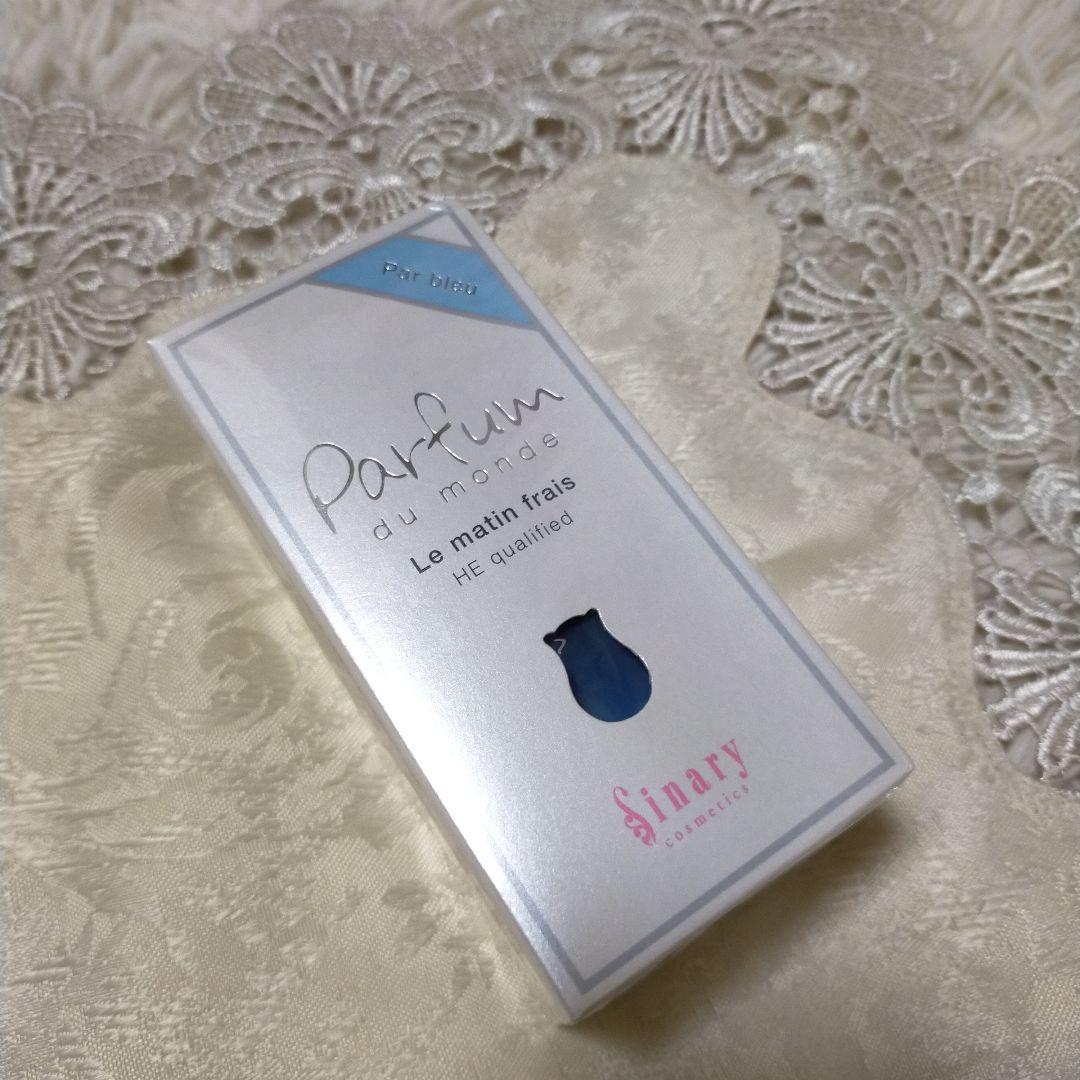 Par bleu
Parfum
du monde
Le matin frais
HE qualified
Sinary
cosmetics